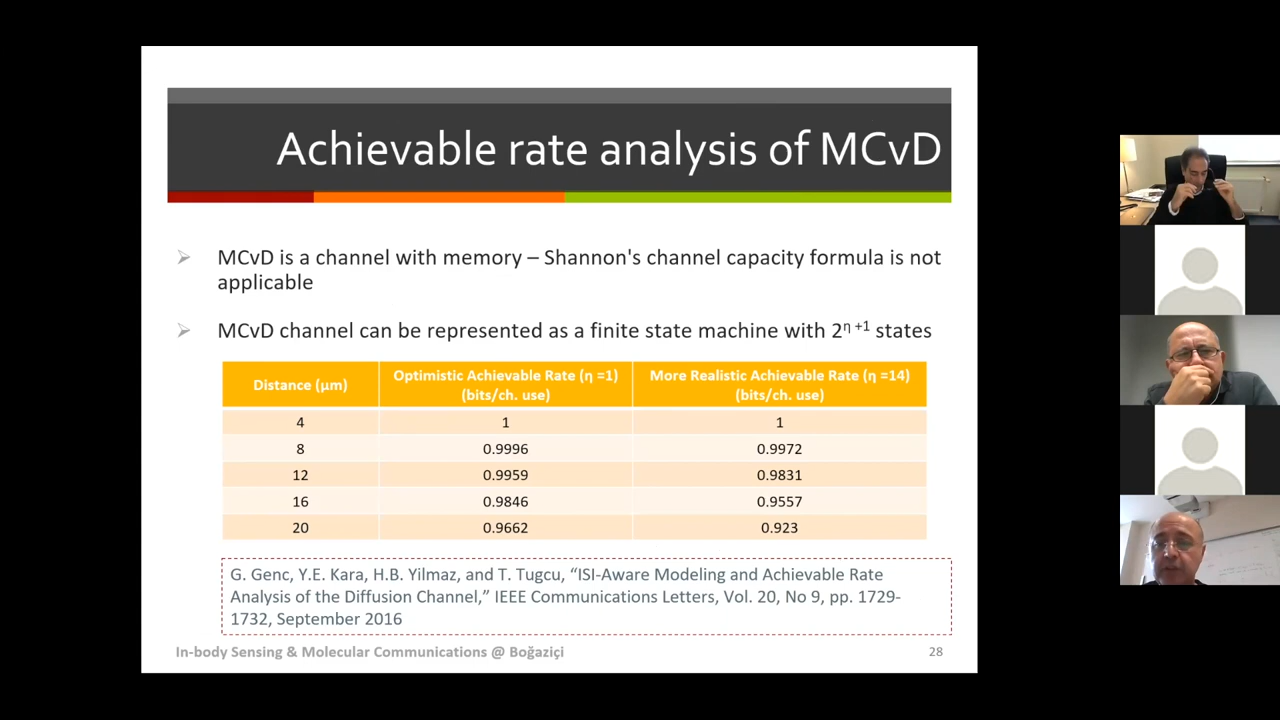 Achievable rate analysis of MCvD
MCvD is a channel with memory – Shannon's channel capacity formula is not
applicable
MCvD channel can be represented as a finite state machine with 2^η +1 states
Distance (µm) Optimistic Achievable Rate (η =1) (bits/ch. use) More Realistic Achievable Rate (η =14) (bits/ch. use)
4 1 1
8 0.9996 0.9972
12 0.9959 0.9831
16 0.9846 0.9557
20 0.9662 0.923
G. Genc, Y.E. Kara, H.B. Yilmaz, and T. Tugcu, “ISI-Aware Modeling and Achievable Rate
Analysis of the Diffusion Channel,” IEEE Communications Letters, Vol. 20, No 9, pp. 1729-
1732, September 2016
In-body Sensing & Molecular Communications @ Boğaziçi 28